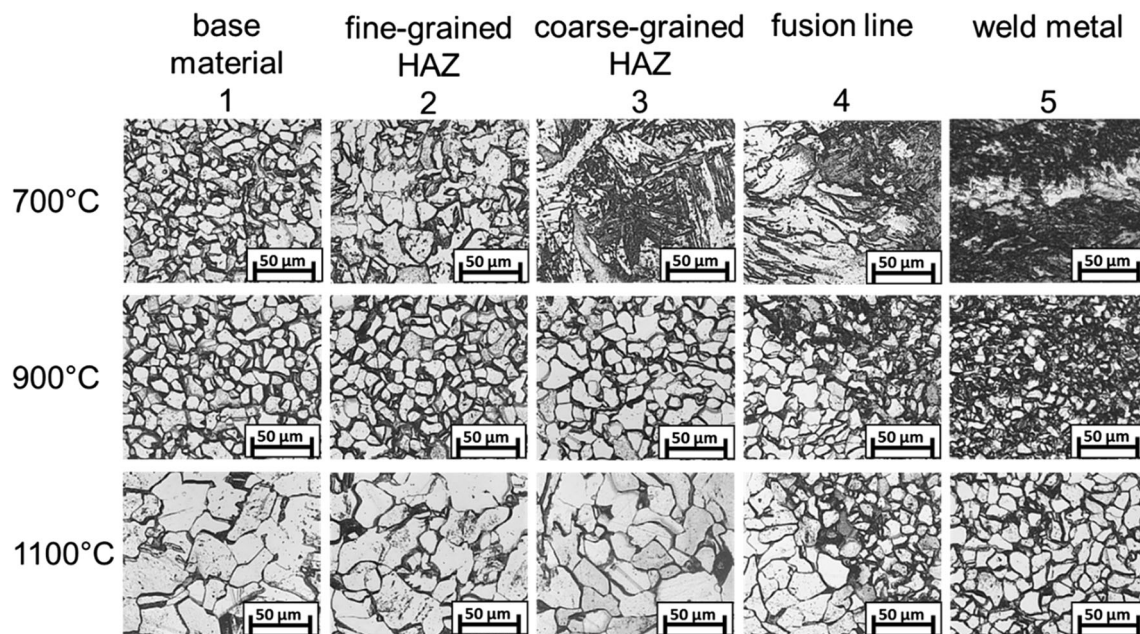 base material
1
fine-grained HAZ
2
coarse-grained HAZ
3
fusion line
4
weld metal
5
700°C
50 µm
50 µm
50 µm
50 µm
50 µm
900°C
50 µm
50 µm
50 µm
50 µm
50 µm
1100°C
50 µm
50 µm
50 µm
50 µm
50 µm